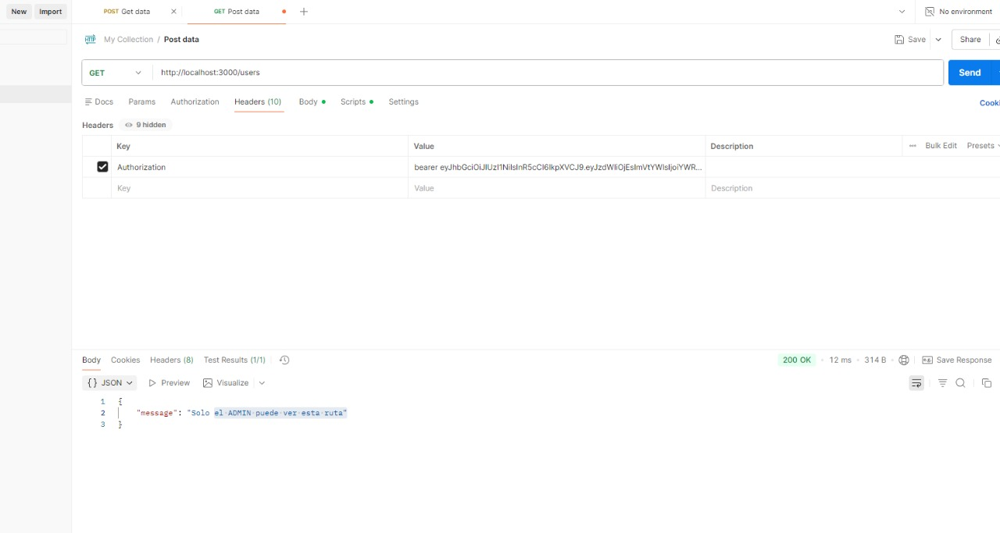 New Import POST Get data GET Post data No environment
My Collection / Post data Save Share
GET http://localhost:3000/users Send
Docs Params Authorization Headers (10) Body Scripts Settings Cooki
Headers 9 hidden
Key Value Description Bulk Edit Presets
Authorization bearer eyJhbGciOiJIUzI1NiIsInR5cCI6IkpXVCJ9.eyJzdWIiOjEsImVtYWlsIjoiYWR...
Key Value Description
Body Cookies Headers (8) Test Results (1/1) 200 OK 12 ms 314 B Save Response
{} JSON Preview Visualize
1 {
2 "message": "Solo el ADMIN puede ver esta ruta"
3 }